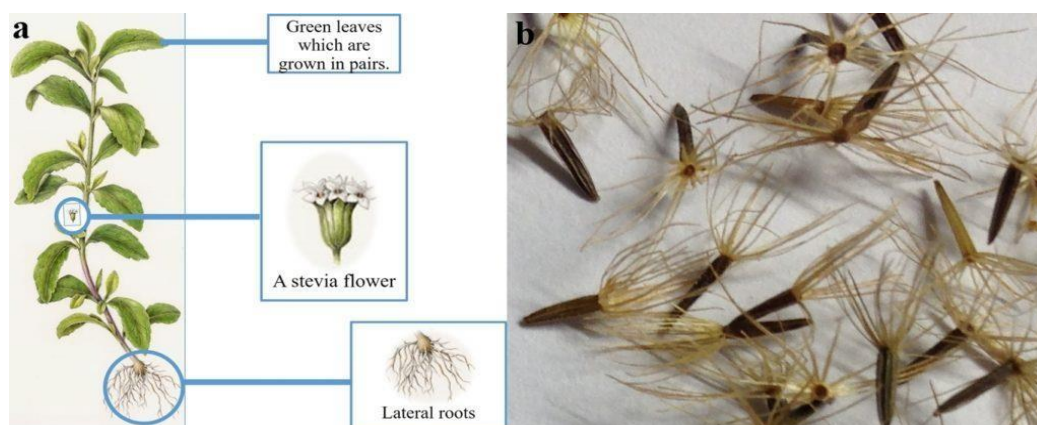 a
Green leaves
which are
grown in pairs.
A stevia flower
Lateral roots
b